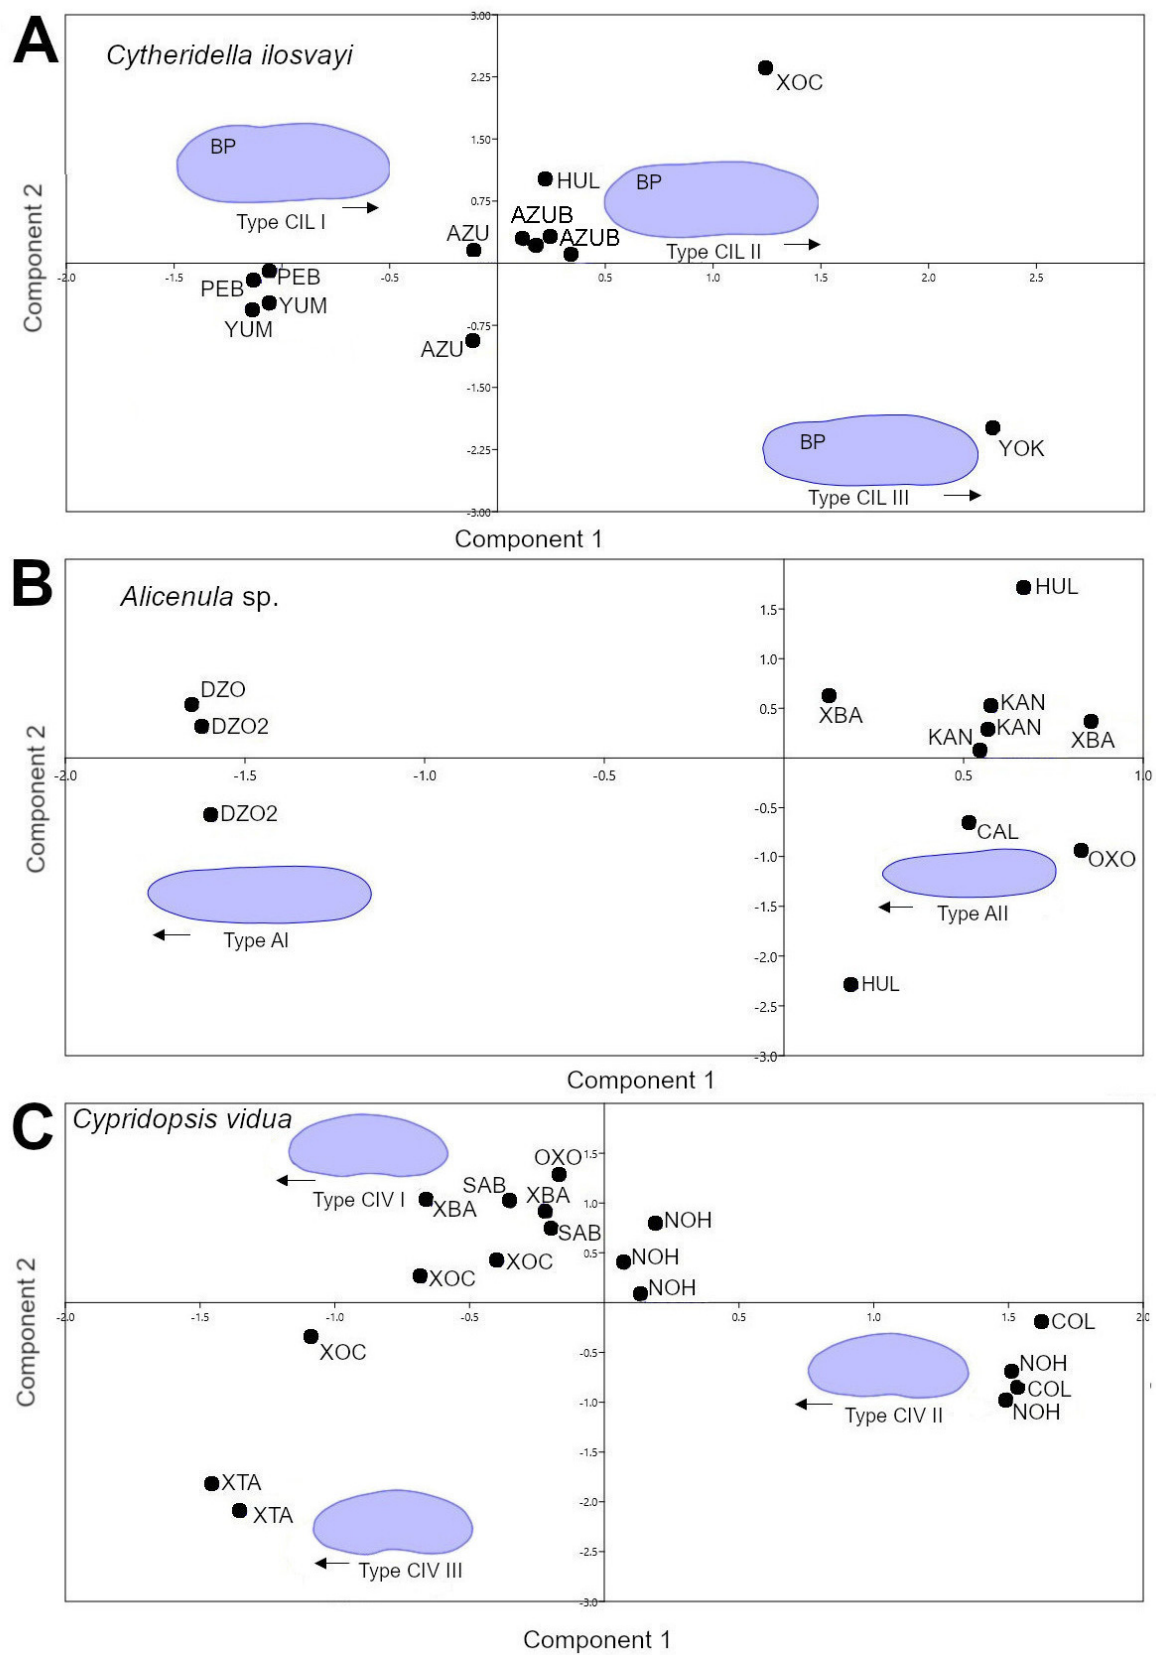 A
Cytheridella ilosvayi
3.00
2.25
XOC
1.50
BP
HUL
BP
0.75
Type CIL I
AZUB
AZU
AZUB
Type CIL II
Component 2
-2.0
-1.5
-0.5
0.5
1.0
1.5
2.0
2.5
PEB
PEB
YUM
YUM
-0.75
AZU
-1.50
BP
-2.25
YOK
Type CIL III
-3.00
Component 1
B
Alicenula sp.
HUL
1.5
1.0
DZO
KAN
0.5
XBA
DZO2
KAN
KAN
XBA
Component 2
-2.0
-1.5
-1.0
-0.5
0.5
1.0
-0.5
DZO2
CAL
-1.0
OXO
-1.5
Type AII
Type AI
-2.0
HUL
-2.5
-3.0
Component 1
C
Cypridopsis vidua
OXO
1.5
SAB
XBA
Type CIV I
XBA
1.0
NOH
SAB
0.5
NOH
XOC
XOC
NOH
Component 2
-2.0
-1.5
-1.0
-0.5
0.5
1.0
1.5
2.0
COL
XOC
-0.5
NOH
COL
-1.0
NOH
Type CIV II
-1.5
XTA
-2.0
XTA
-2.5
Type CIV III
-3.0
Component 1